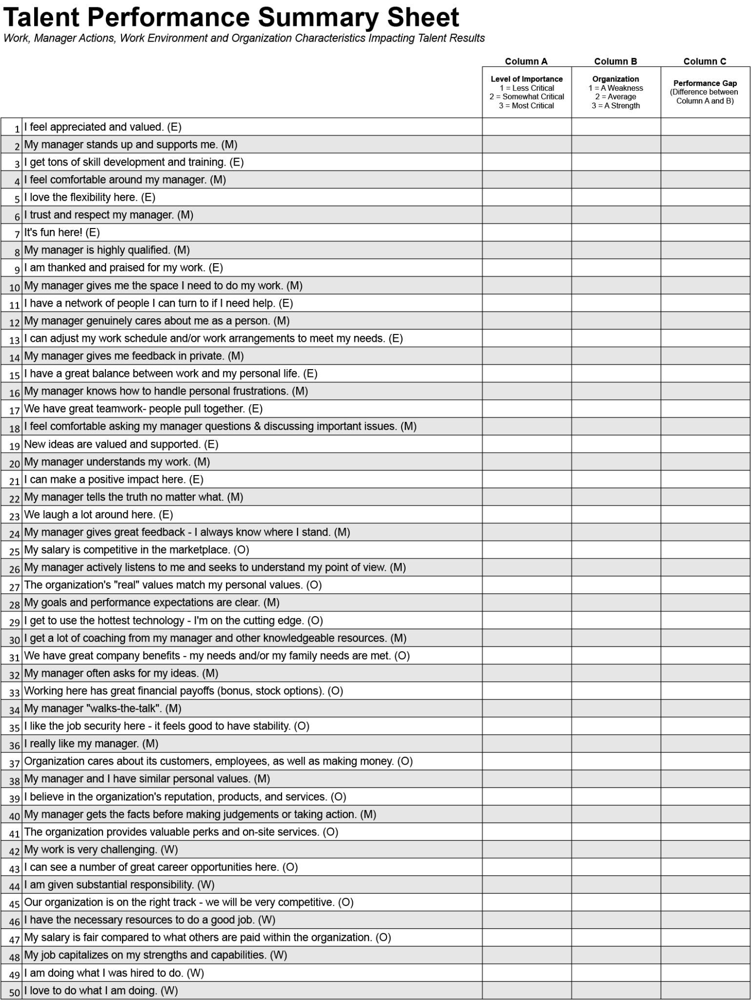 Talent Performance Summary Sheet
Work, Manager Actions, Work Environment and Organization Characteristics Impacting Talent Results
Column A Column B Column C
Level of Importance
1 = Less Critical
2 = Somewhat Critical
3 = Most Critical
Organization
1 = A Weakness
2 = Average
3 = A Strength
Performance Gap
(Difference between
Column A and B)
1 I feel appreciated and valued. (E)
2 My manager stands up and supports me. (M)
3 I get tons of skill development and training. (E)
4 I feel comfortable around my manager. (M)
5 I love the flexibility here. (E)
6 I trust and respect my manager. (M)
7 It's fun here! (E)
8 My manager is highly qualified. (M)
9 I am thanked and praised for my work. (E)
10 My manager gives me the space I need to do my work. (M)
11 I have a network of people I can turn to if I need help. (E)
12 My manager genuinely cares about me as a person. (M)
13 I can adjust my work schedule and/or work arrangements to meet my needs. (E)
14 My manager gives me feedback in private. (M)
15 I have a great balance between work and my personal life. (E)
16 My manager knows how to handle personal frustrations. (M)
17 We have great teamwork- people pull together. (E)
18 I feel comfortable asking my manager questions & discussing important issues. (M)
19 New ideas are valued and supported. (E)
20 My manager understands my work. (M)
21 I can make a positive impact here. (E)
22 My manager tells the truth no matter what. (M)
23 We laugh a lot around here. (E)
24 My manager gives great feedback - I always know where I stand. (M)
25 My salary is competitive in the marketplace. (O)
26 My manager actively listens to me and seeks to understand my point of view. (M)
27 The organization's "real" values match my personal values. (O)
28 My goals and performance expectations are clear. (M)
29 I get to use the hottest technology - I'm on the cutting edge. (O)
30 I get a lot of coaching from my manager and other knowledgeable resources. (M)
31 We have great company benefits - my needs and/or my family needs are met. (O)
32 My manager often asks for my ideas. (M)
33 Working here has great financial payoffs (bonus, stock options). (O)
34 My manager "walks-the-talk". (M)
35 I like the job security here - it feels good to have stability. (O)
36 I really like my manager. (M)
37 Organization cares about its customers, employees, as well as making money. (O)
38 My manager and I have similar personal values. (M)
39 I believe in the organization's reputation, products, and services. (O)
40 My manager gets the facts before making judgements or taking action. (M)
41 The organization provides valuable perks and on-site services. (O)
42 My work is very challenging. (W)
43 I can see a number of great career opportunities here. (O)
44 I am given substantial responsibility. (W)
45 Our organization is on the right track - we will be very competitive. (O)
46 I have the necessary resources to do a good job. (W)
47 My salary is fair compared to what others are paid within the organization. (O)
48 My job capitalizes on my strengths and capabilities. (W)
49 I am doing what I was hired to do. (W)
50 I love to do what I am doing. (W)